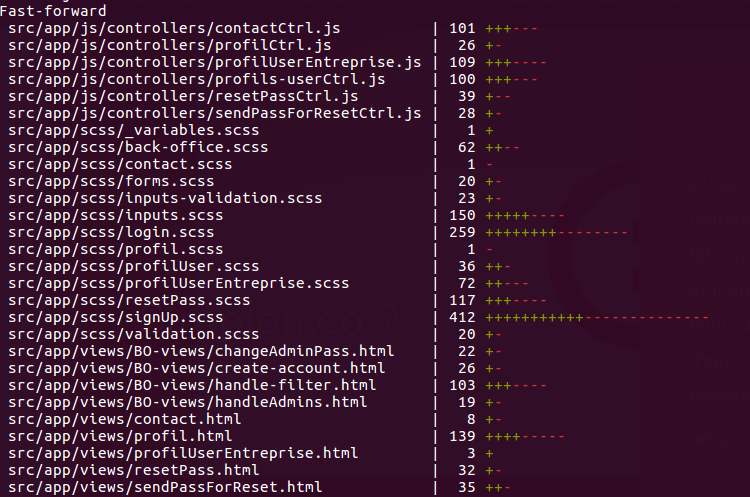 Fast-forward
src/app/js/controllers/contactCtrl.js | 101 +++---
src/app/js/controllers/profilCtrl.js | 26 +-
src/app/js/controllers/profilUserEntreprise.js | 109 +++----
src/app/js/controllers/profils-userCtrl.js | 100 +++---
src/app/js/controllers/resetPassCtrl.js | 39 +--
src/app/js/controllers/sendPassForResetCtrl.js | 28 +-
src/app/scss/_variables.scss | 1 +
src/app/scss/back-office.scss | 62 ++--
src/app/scss/contact.scss | 1 -
src/app/scss/forms.scss | 20 +-
src/app/scss/inputs-validation.scss | 23 +-
src/app/scss/inputs.scss | 150 +++++----
src/app/scss/login.scss | 259 ++++++++--------
src/app/scss/profil.scss | 1 -
src/app/scss/profilUser.scss | 36 ++-
src/app/scss/profilUserEntreprise.scss | 72 ++---
src/app/scss/resetPass.scss | 117 +++----
src/app/scss/signUp.scss | 412 +++++++++++--------------
src/app/scss/validation.scss | 20 +-
src/app/views/BO-views/changeAdminPass.html | 22 +-
src/app/views/BO-views/create-account.html | 26 +-
src/app/views/BO-views/handle-filter.html | 103 +++----
src/app/views/BO-views/handleAdmins.html | 19 +-
src/app/views/contact.html | 8 +-
src/app/views/profil.html | 139 ++++-----
src/app/views/profilUserEntreprise.html | 3 +
src/app/views/resetPass.html | 32 +-
src/app/views/sendPassForReset.html | 35 ++-